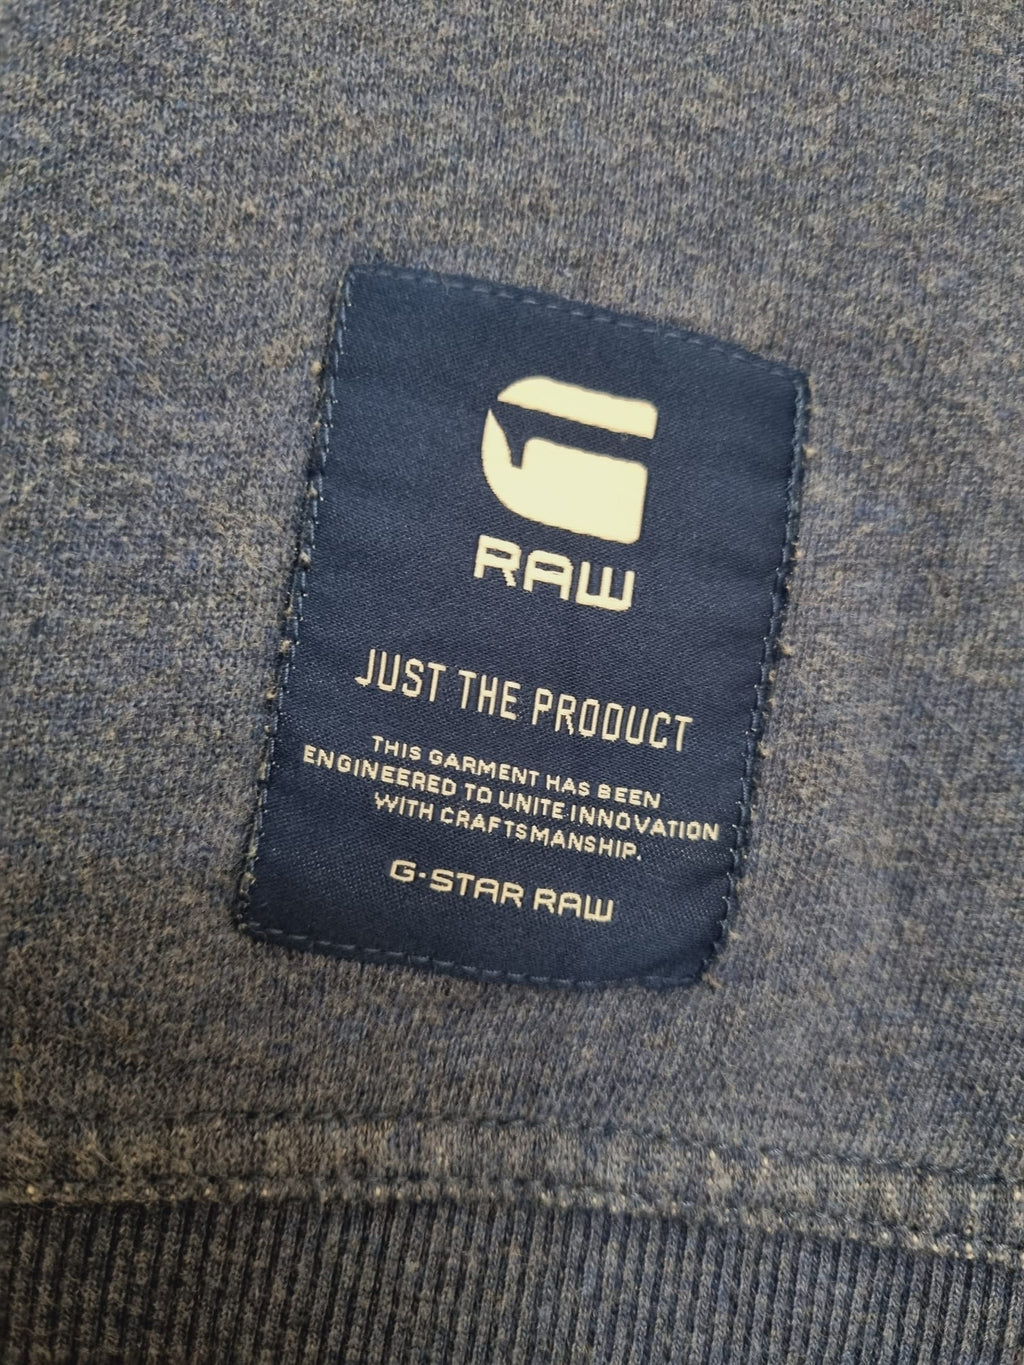 G
RAW
JUST THE PRODUCT
THIS GARMENT HAS BEEN
ENGINEERED TO UNITE INNOVATION
WITH CRAFTSMANSHIP.
G-STAR RAW